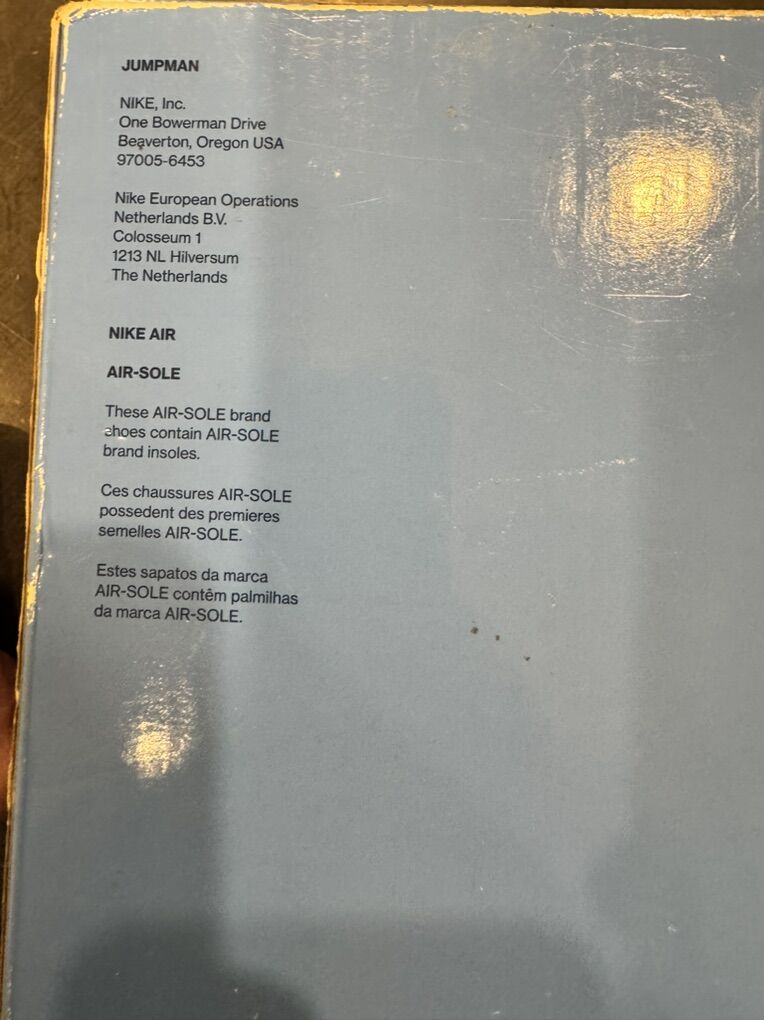 JUMPMAN
NIKE, Inc.
One Bowerman Drive
Beaverton, Oregon USA
97005-6453
Nike European Operations
Netherlands B.V.
Colosseum 1
1213 NL Hilversum
The Netherlands
NIKE AIR
AIR-SOLE
These AIR-SOLE brand
shoes contain AIR-SOLE
brand insoles.
Ces chaussures AIR-SOLE
possedent des premieres
semelles AIR-SOLE.
Estes sapatos da marca
AIR-SOLE contêm palmilhas
da marca AIR-SOLE.